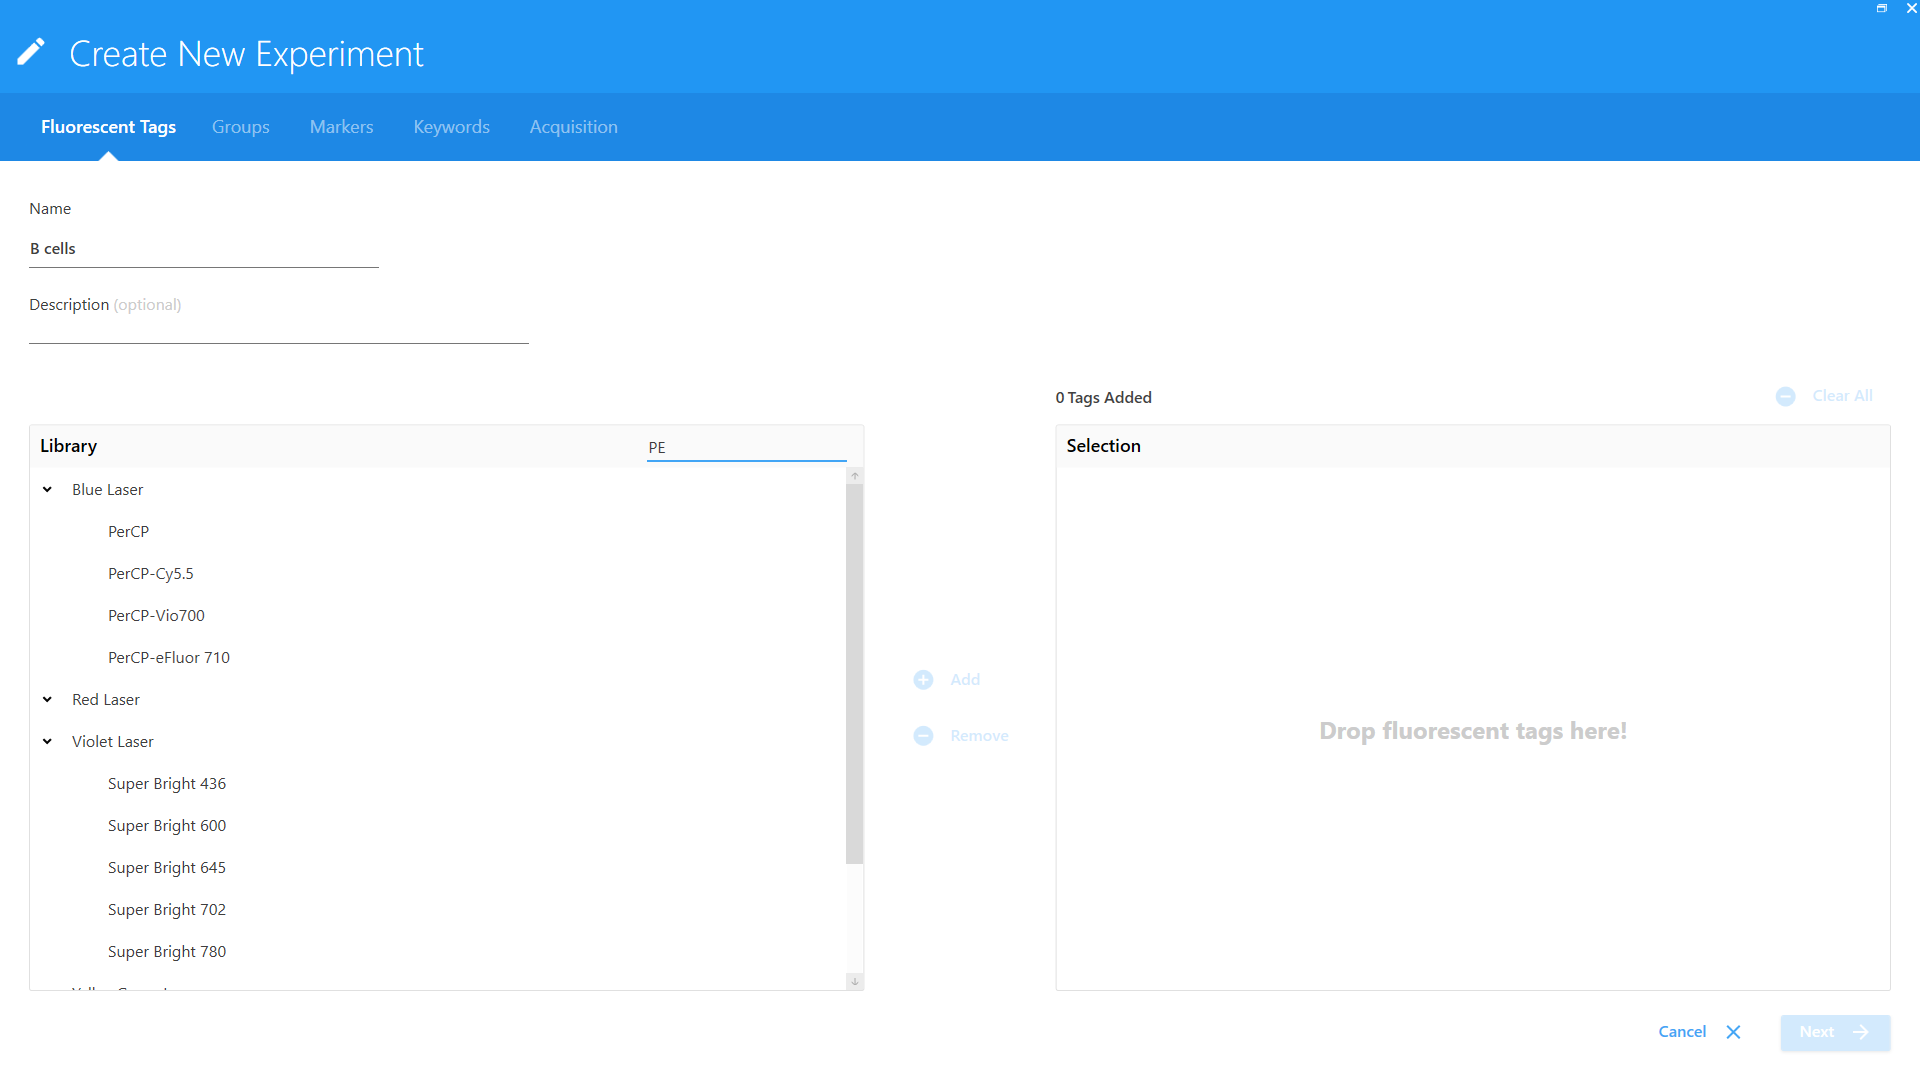 Create New Experiment
Fluorescent Tags Groups Markers Keywords Acquisition
Name
B cells
Description (optional)
0 Tags Added
Clear All
Library
PE
Blue Laser
PerCP
PerCP-Cy5.5
PerCP-Vio700
PerCP-eFluor 710
Red Laser
Violet Laser
Super Bright 436
Super Bright 600
Super Bright 645
Super Bright 702
Super Bright 780
Add
Remove
Selection
Drop fluorescent tags here!
Cancel
Next